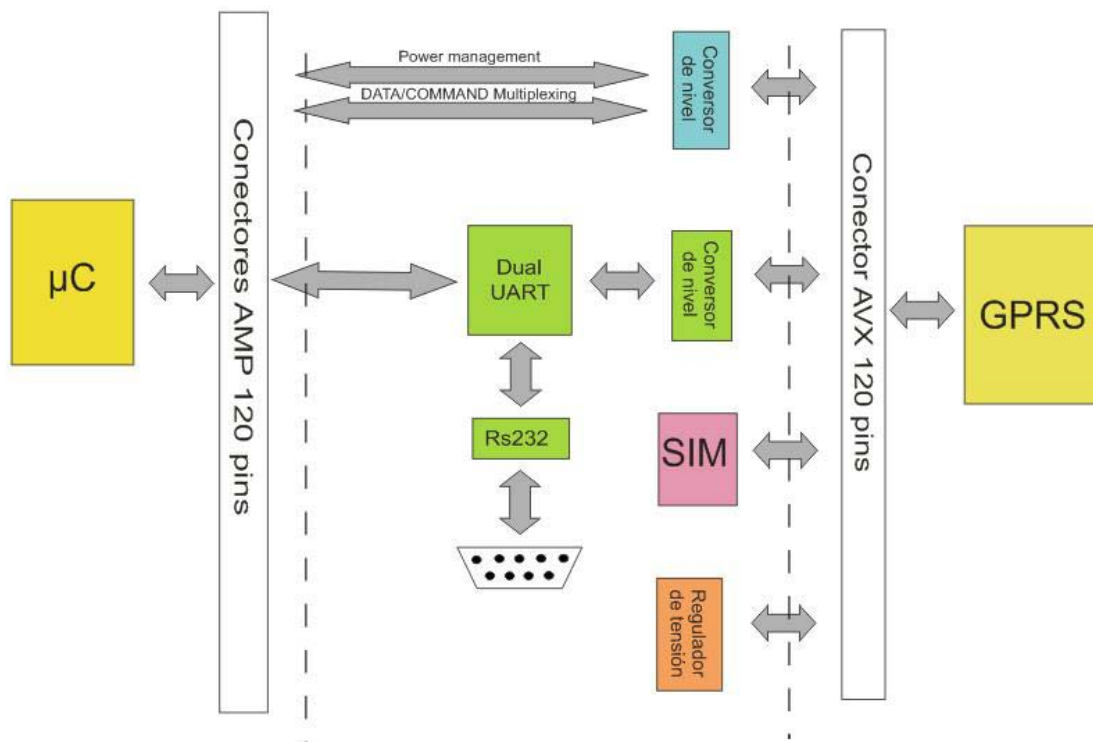 Power management
DATA/COMMAND Multiplexing
Conversor
de nivel
µC
Conectores AMP 120 pins
Dual
UART
Conversor
de nivel
Conector AVX 120 pins
GPRS
Rs232
SIM
Regulador
de tensión